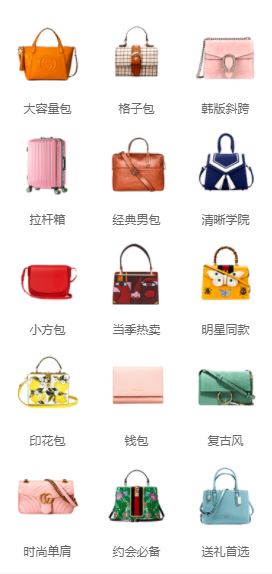 大容量包
格子包
韩版斜跨
拉杆箱
经典男包
清晰学院
小方包
当季热卖
明星同款
印花包
钱包
复古风
时尚单肩
约会必备
送礼首选